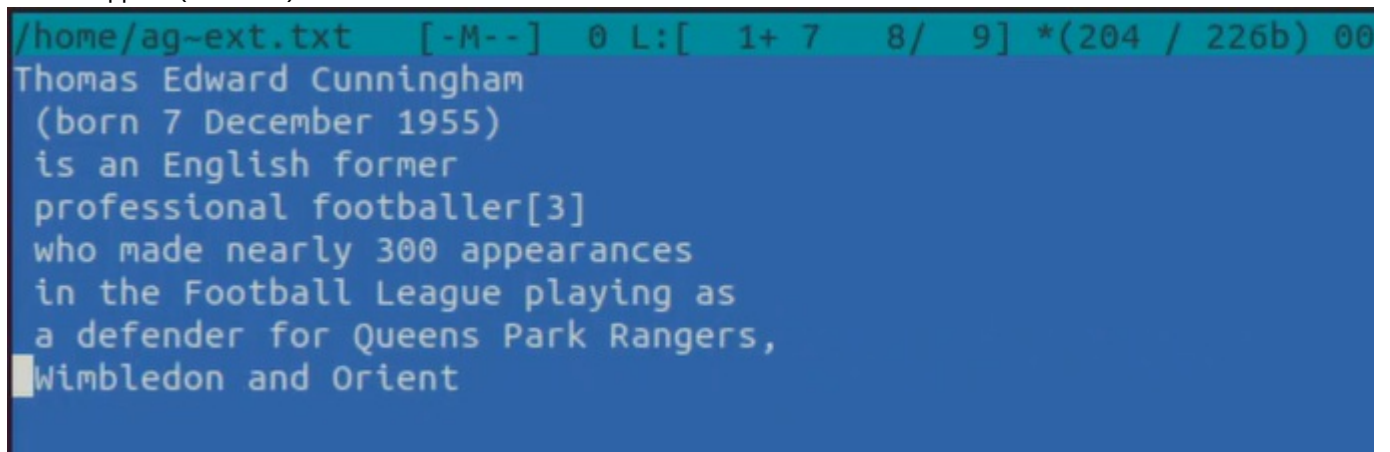 /home/ag~ext.txt [-M--] 0 L:[ 1+ 7 8/ 9] *(204 / 226b) 00
Thomas Edward Cunningham
(born 7 December 1955)
is an English former
professional footballer[3]
who made nearly 300 appearances
in the Football League playing as
a defender for Queens Park Rangers,
Wimbledon and Orient